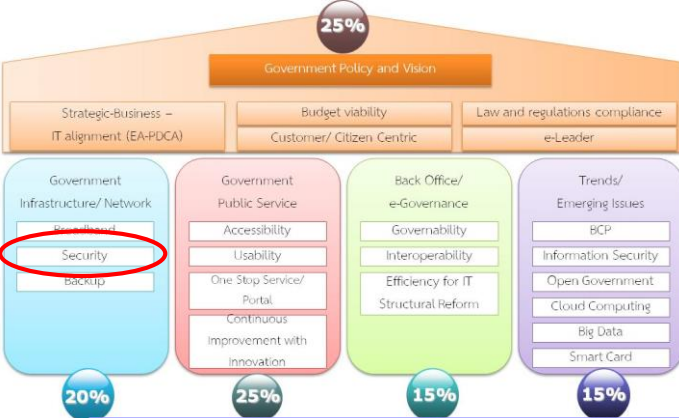 25%
Government Policy and Vision
Strategic-Business –
IT alignment (EA-PDCA)
Budget viability
Law and regulations compliance
Customer/ Citizen Centric
e-Leader
Government
Infrastructure/ Network
Broadband
Security
Backup
20%
Government
Public Service
Accessibility
Usability
One Stop Service/
Portal
Continuous
Improvement with
Innovation
25%
Back Office/
e-Governance
Governability
Interoperability
Efficiency for IT
Structural Reform
15%
Trends/
Emerging Issues
BCP
Information Security
Open Government
Cloud Computing
Big Data
Smart Card
15%